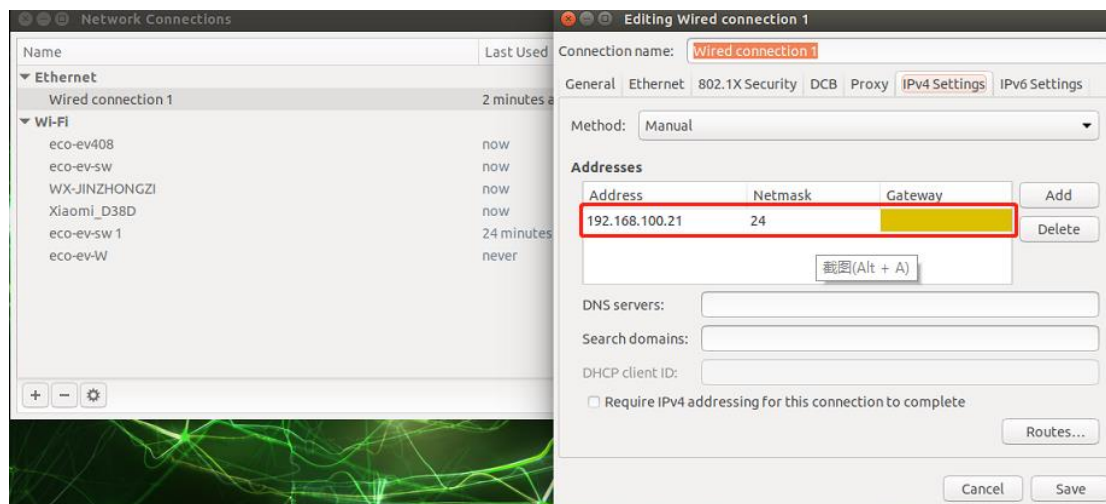 Network Connections
Name Last Used
Ethernet
Wired connection 1 2 minutes a
Wi-Fi
eco-ev408 now
eco-ev-sw now
WX-JINZHONGZI now
Xiaomi_D38D now
eco-ev-sw 1 24 minutes
eco-ev-W never
Editing Wired connection 1
Connection name: Wired connection 1
General Ethernet 802.1X Security DCB Proxy IPv4 Settings IPv6 Settings
Method: Manual
Addresses
Address Netmask Gateway
192.168.100.21 24
Add
Delete
截图(Alt + A)
DNS servers:
Search domains:
DHCP client ID:
Require IPv4 addressing for this connection to complete
Routes...
Cancel Save